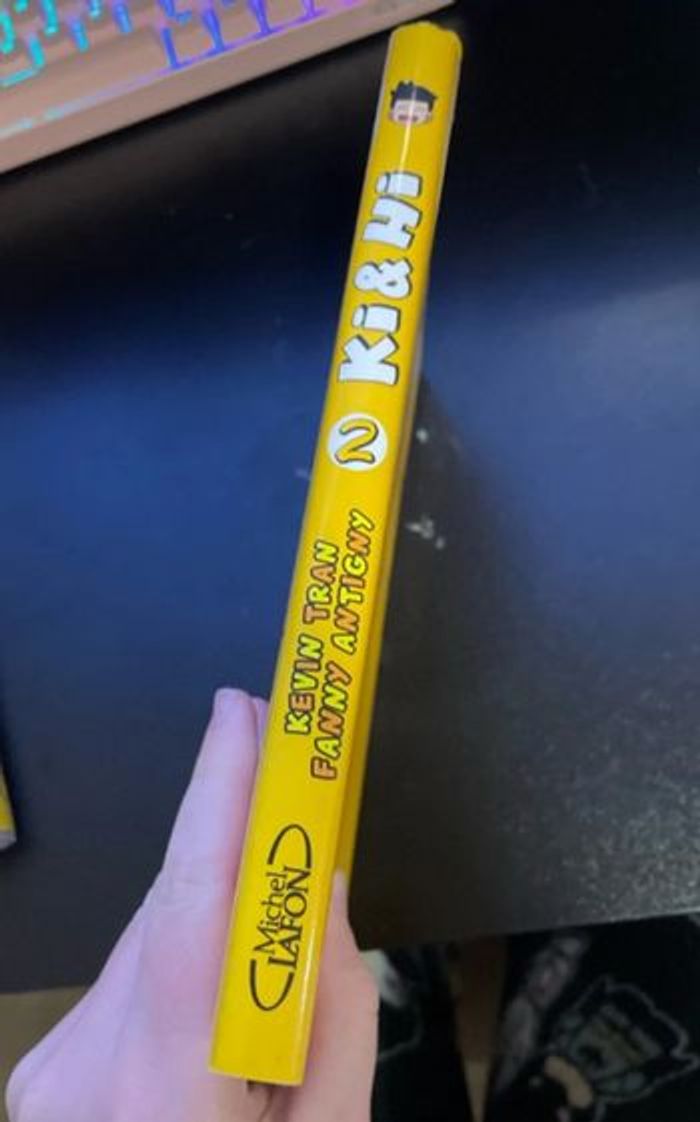 Ki & Hi
2
KEVIN TRAN
FANNY ANTIGNY
Michel
LAFON